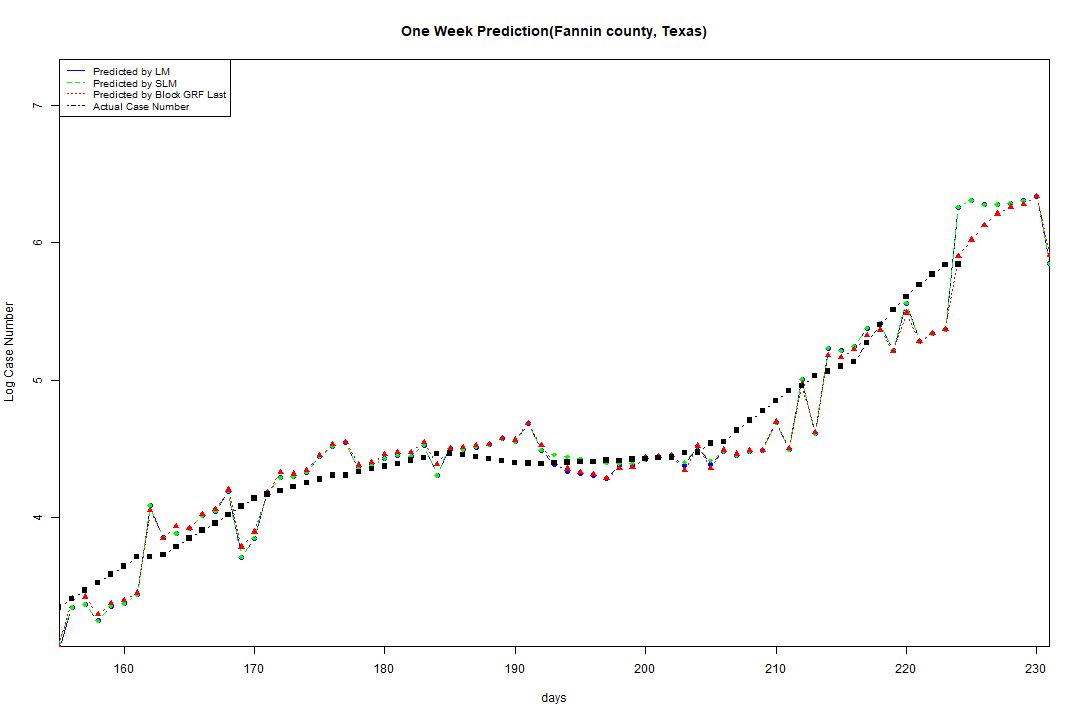 One Week Prediction(Fannin county, Texas)
Predicted by LM
Predicted by SLM
Predicted by Block GRF Last
Actual Case Number
7
6
5
4
Log Case Number
160 170 180 190 200 210 220 230
days